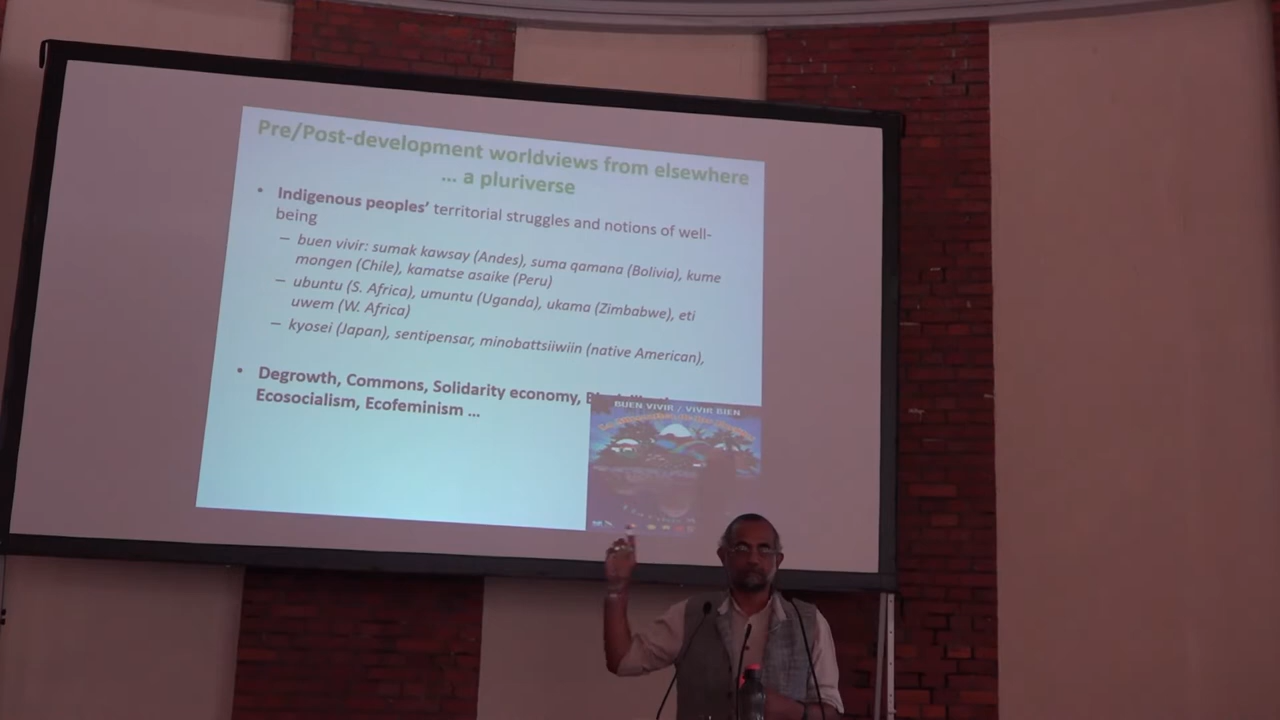 Pre/Post-development worldviews from elsewhere
... a pluriverse
• Indigenous peoples' territorial struggles and notions of well-
being
– buen vivir: sumak kawsay (Andes), suma qamana (Bolivia), kume
mongen (Chile), kamatse asaike (Peru)
– ubuntu (S. Africa), umuntu (Uganda), ukama (Zimbabwe), eti
uwem (W. Africa)
– kyosei (Japan), sentipensar, minobattsiiwiin (native American),
• Degrowth, Commons, Solidarity economy,
Ecosocialism, Ecofeminism ...
BUEN VIVIR / VIVIR BIEN